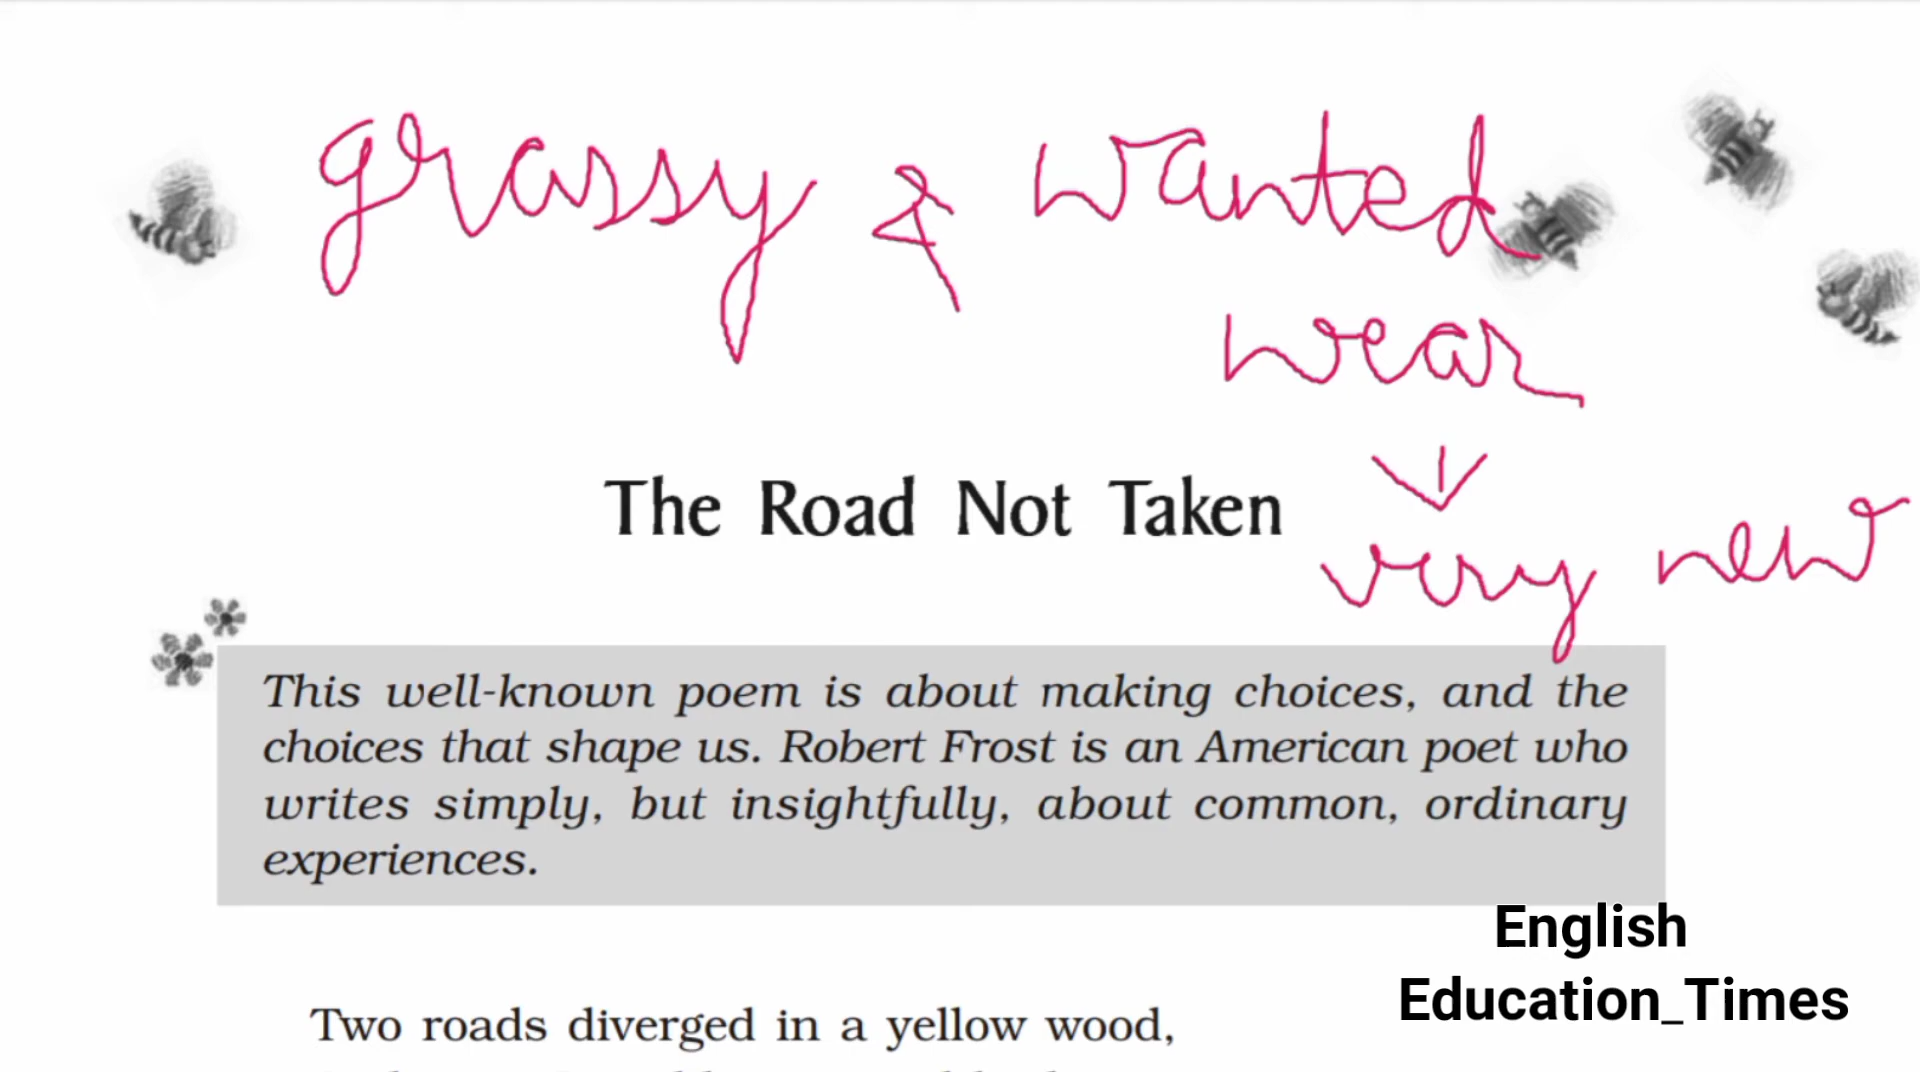 grassy & wanted
wear
The Road Not Taken
very new
This well-known poem is about making choices, and the
choices that shape us. Robert Frost is an American poet who
writes simply, but insightfully, about common, ordinary
experiences.
English
Education_Times
Two roads diverged in a yellow wood,